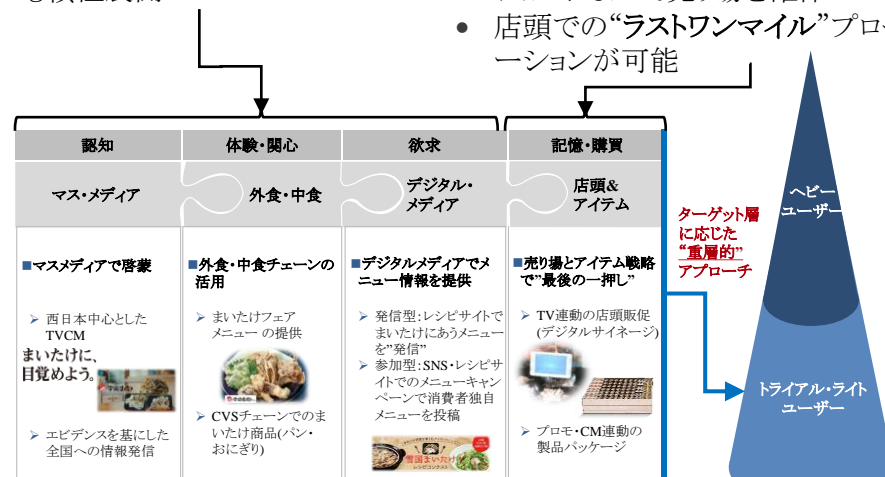 • 店頭での“ラストワンマイル”プロ
ーションが可能
認知
体験・関心
欲求
記憶・購買
マス・メディア
外食・中食
デジタル・
メディア
店頭&
アイテム
■マスメディアで啓蒙
➢ 西日本中心とした
TVCM
まいたけに、
目覚めよう。
➢ エビデンスを基にした
全国への情報発信
■外食・中食チェーンの
活用
➢ まいたけフェア
メニューの提供
➢ CVSチェーンでのま
いたけ商品(パン・
おにぎり)
■デジタルメディアでメ
ニュー情報を提供
➢ 発信型:レシピサイトで
まいたけにあうメニュー
を”発信”
➢ 参加型:SNS・レシピサ
イトでのメニューキャン
ペーンで消費者独自
メニューを投稿
雪国まいたけ
レシピコンテスト
■売り場とアイテム戦略
で”最後の一押し”
➢ TV連動の店頭販促
(デジタルサイネージ)
➢ プロモ・CM連動の
製品パッケージ
ターゲット層
に応じた
“重層的”
アプローチ
ヘビー
ユーザー
トライアル・ライト
ユーザー